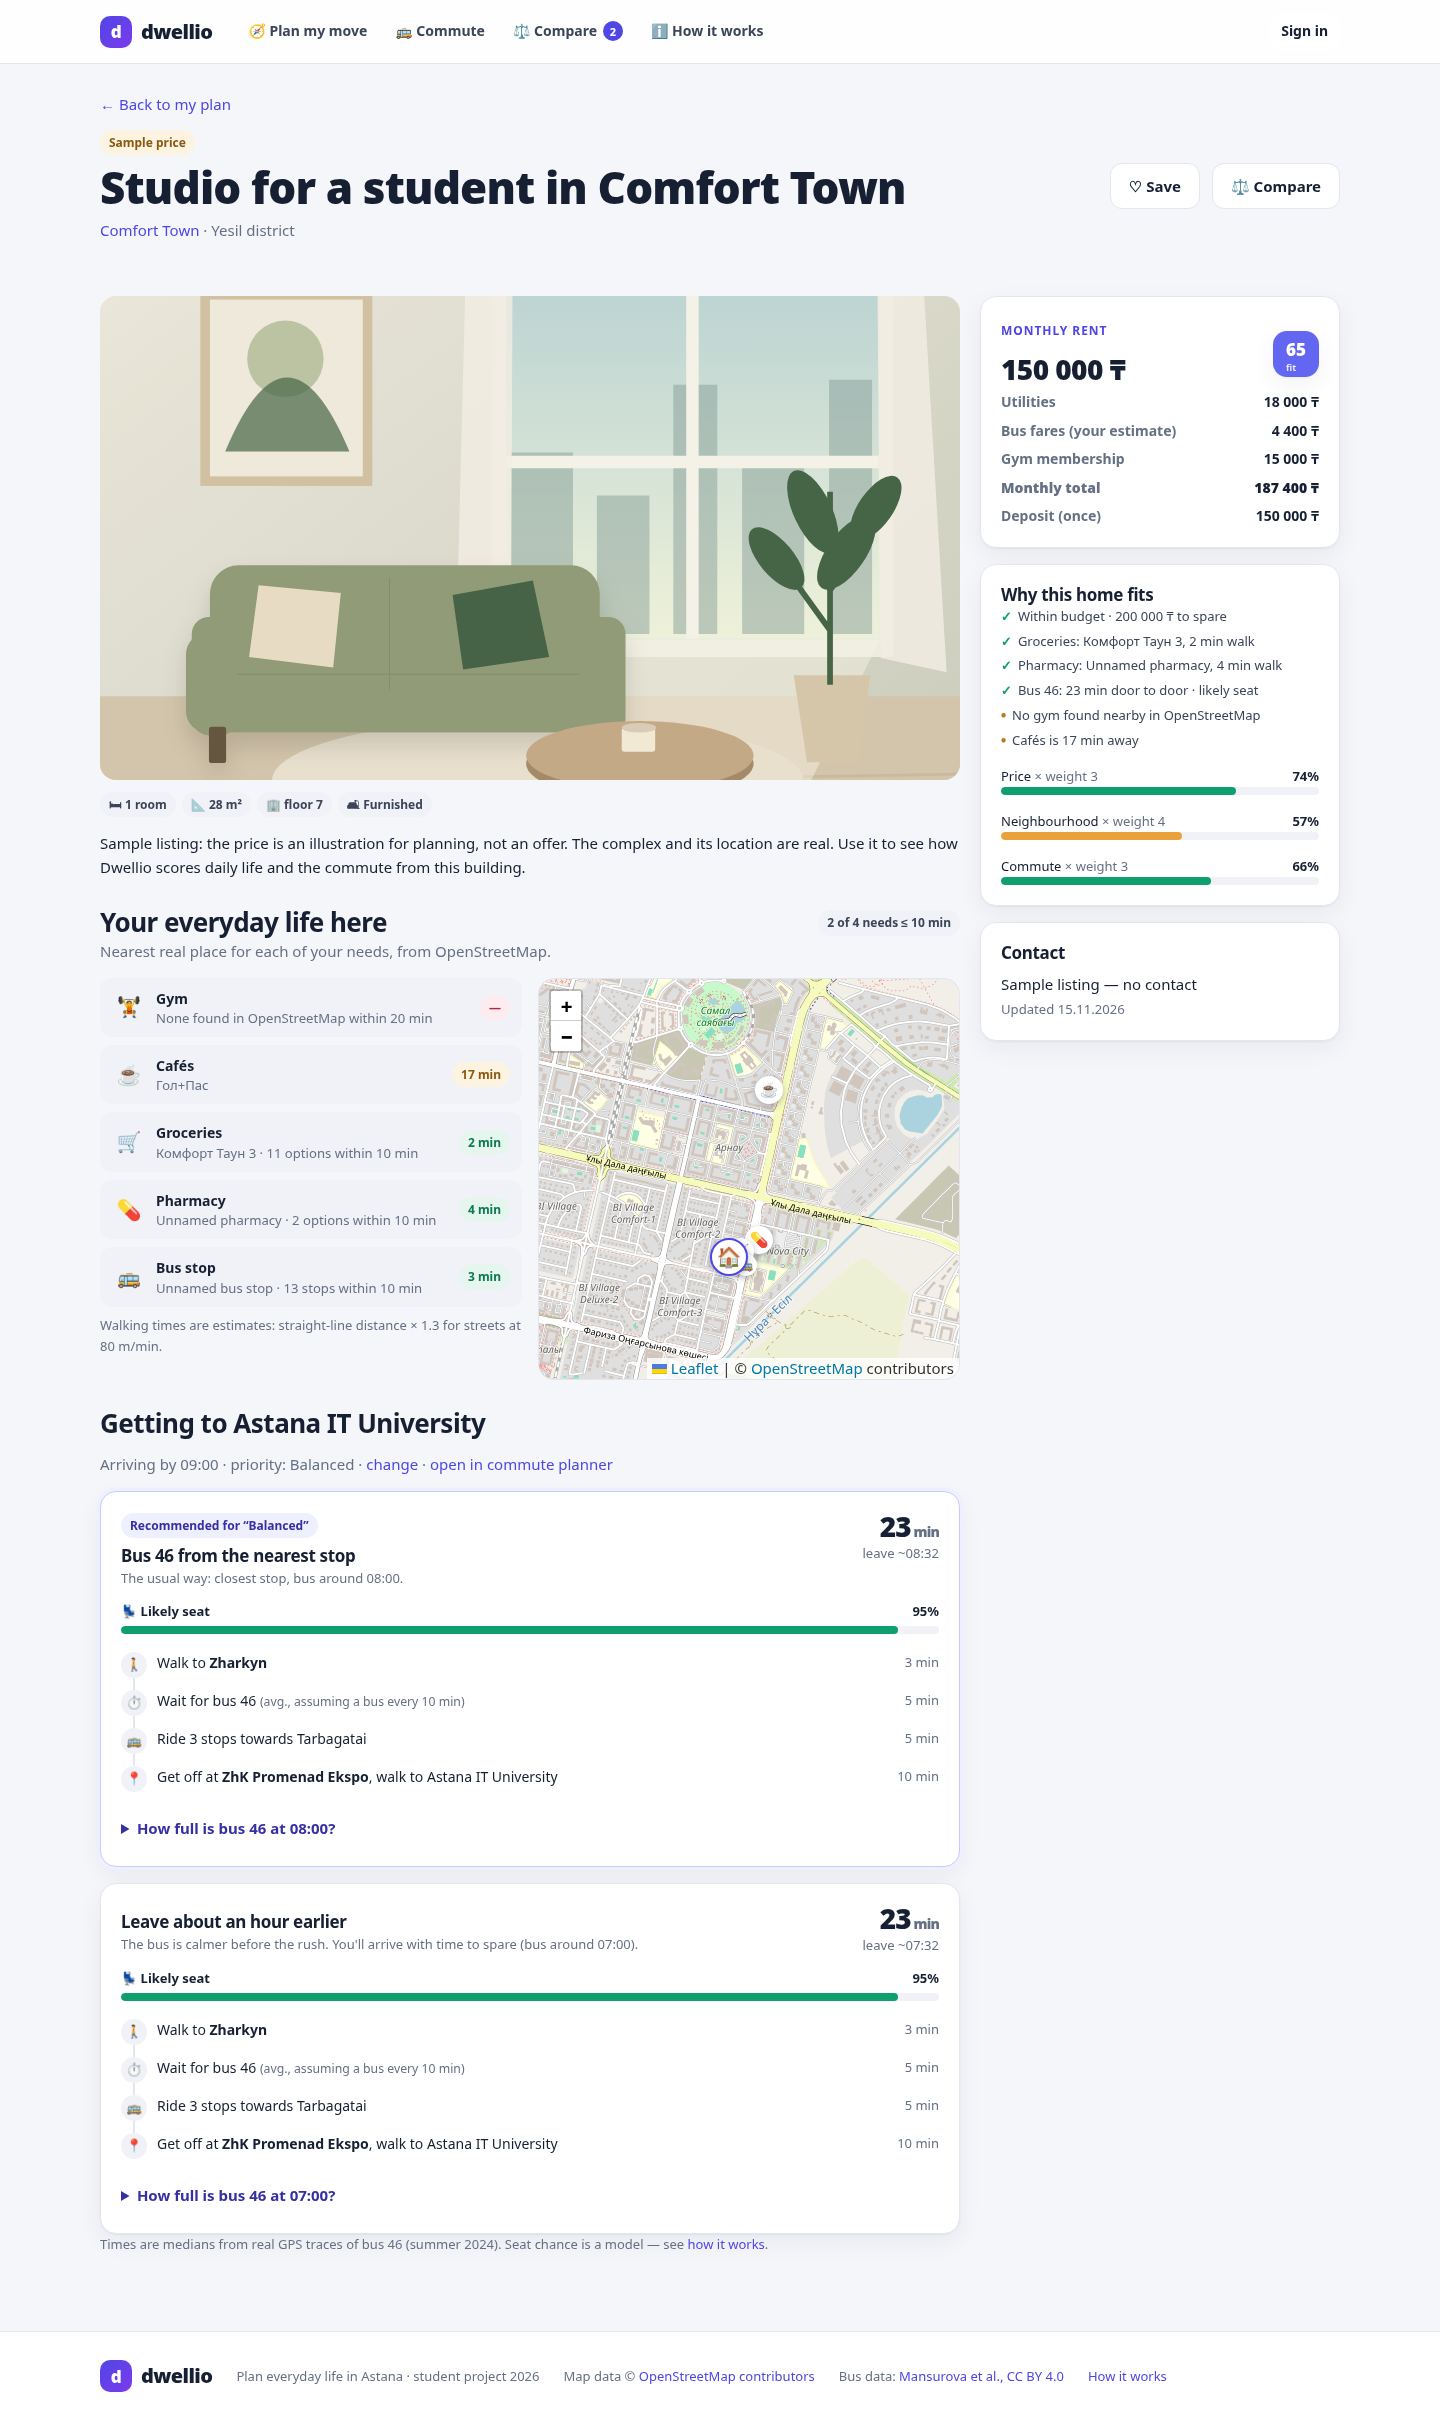 d dwellio 🧭 Plan my move 🚌 Commute ⚖️ Compare 2 ℹ️ How it works Sign in
← Back to my plan
Sample price
Studio for a student in Comfort Town
♡ Save ⚖️ Compare
Comfort Town · Yesil district
🛏 1 room 📐 28 m² 🏢 floor 7 🛋 Furnished
Sample listing: the price is an illustration for planning, not an offer. The complex and its location are real. Use it to see how
Dwellio scores daily life and the commute from this building.
Your everyday life here
2 of 4 needs ≤ 10 min
Nearest real place for each of your needs, from OpenStreetMap.
Gym
None found in OpenStreetMap within 20 min
—
Cafés
Гол+Пас
17 min
Groceries
Комфорт Таун 3 · 11 options within 10 min
2 min
Pharmacy
Unnamed pharmacy · 2 options within 10 min
4 min
Bus stop
Unnamed bus stop · 13 stops within 10 min
3 min
Walking times are estimates: straight-line distance × 1.3 for streets at
80 m/min.
+
−
Самал
саябағы
Арнау
Ұлы Дала даңғылы
Ұлы Дала даңғылы
BI Village
BI Village
Comfort-1
BI Village
Comfort-2
Nova City
BI Village
Deluxe-2
BI Village
Comfort-3
Нұра-Есіл
Фариза Оңғарсынова көшесі
Leaflet | © OpenStreetMap contributors
Getting to Astana IT University
Arriving by 09:00 · priority: Balanced · change · open in commute planner
Recommended for “Balanced”
23 min
Bus 46 from the nearest stop
leave ~08:32
The usual way: closest stop, bus around 08:00.
💺 Likely seat 95%
Walk to Zharkyn 3 min
Wait for bus 46 (avg., assuming a bus every 10 min) 5 min
Ride 3 stops towards Tarbagatai 5 min
Get off at ZhK Promenad Ekspo, walk to Astana IT University 10 min
▶ How full is bus 46 at 08:00?
Leave about an hour earlier
23 min
The bus is calmer before the rush. You'll arrive with time to spare (bus around 07:00).
leave ~07:32
💺 Likely seat 95%
Walk to Zharkyn 3 min
Wait for bus 46 (avg., assuming a bus every 10 min) 5 min
Ride 3 stops towards Tarbagatai 5 min
Get off at ZhK Promenad Ekspo, walk to Astana IT University 10 min
▶ How full is bus 46 at 07:00?
Times are medians from real GPS traces of bus 46 (summer 2024). Seat chance is a model — see how it works.
MONTHLY RENT
150 000 ₸
65
fit
Utilities 18 000 ₸
Bus fares (your estimate) 4 400 ₸
Gym membership 15 000 ₸
Monthly total 187 400 ₸
Deposit (once) 150 000 ₸
Why this home fits
✓ Within budget · 200 000 ₸ to spare
✓ Groceries: Комфорт Таун 3, 2 min walk
✓ Pharmacy: Unnamed pharmacy, 4 min walk
✓ Bus 46: 23 min door to door · likely seat
• No gym found nearby in OpenStreetMap
• Cafés is 17 min away
Price × weight 3 74%
Neighbourhood × weight 4 57%
Commute × weight 3 66%
Contact
Sample listing — no contact
Updated 15.11.2026
d dwellio Plan everyday life in Astana · student project 2026 Map data © OpenStreetMap contributors Bus data: Mansurova et al., CC BY 4.0 How it works